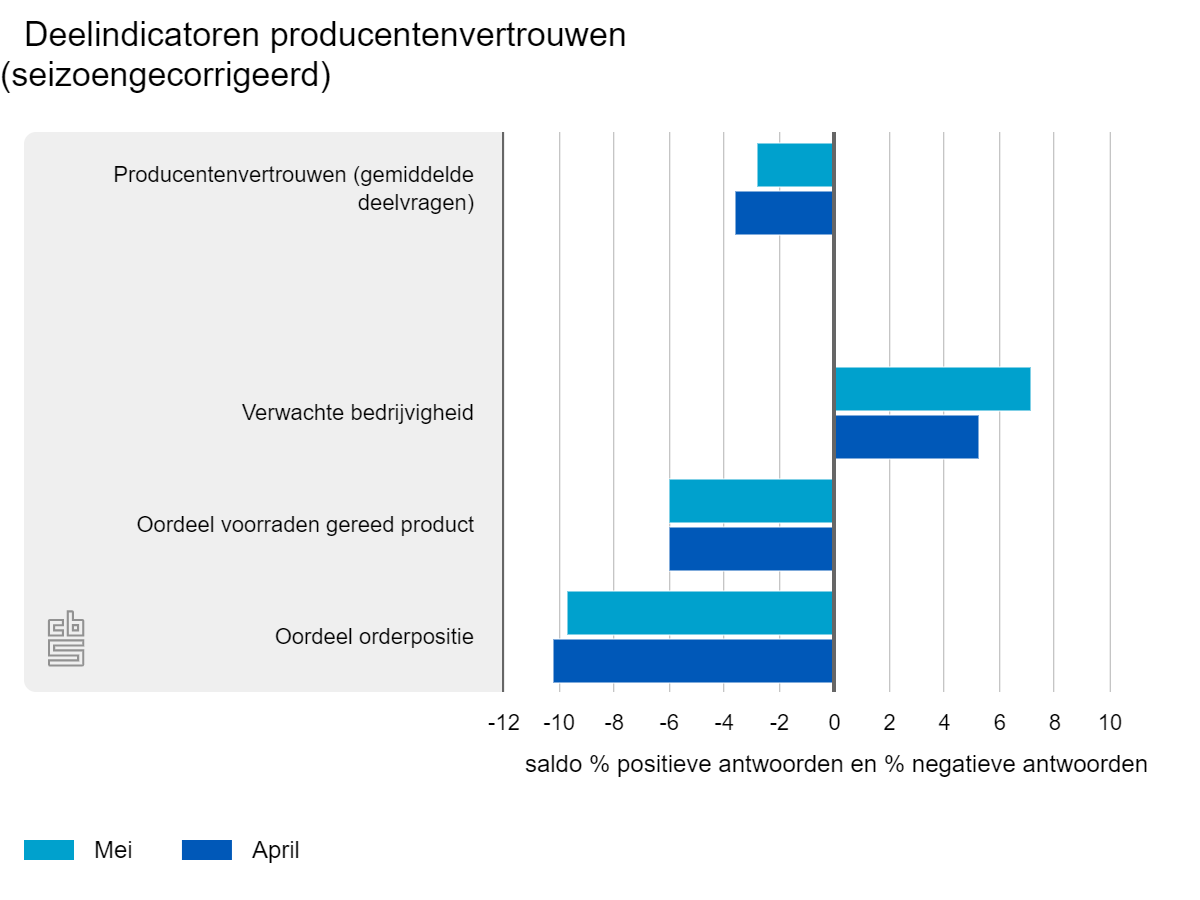 Deelindicatoren producentenvertrouwen
(seizoengecorrigeerd)
Producentenvertrouwen (gemiddelde
deelvragen)
Verwachte bedrijvigheid
Oordeel voorraden gereed product
Oordeel orderpositie
cbs
-12 -10 -8 -6 -4 -2 0 2 4 6 8 10
saldo % positieve antwoorden en % negatieve antwoorden
Mei April